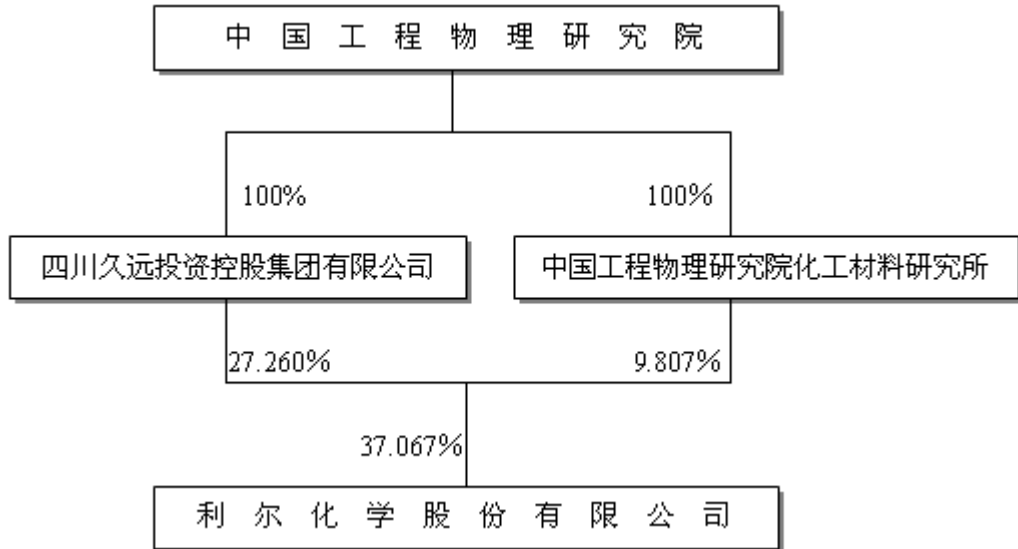 中国工程物理研究院
100%
100%
四川久远投资控股集团有限公司
中国工程物理研究院化工材料研究所
27.260%
9.807%
37.067%
利尔化学股份有限公司